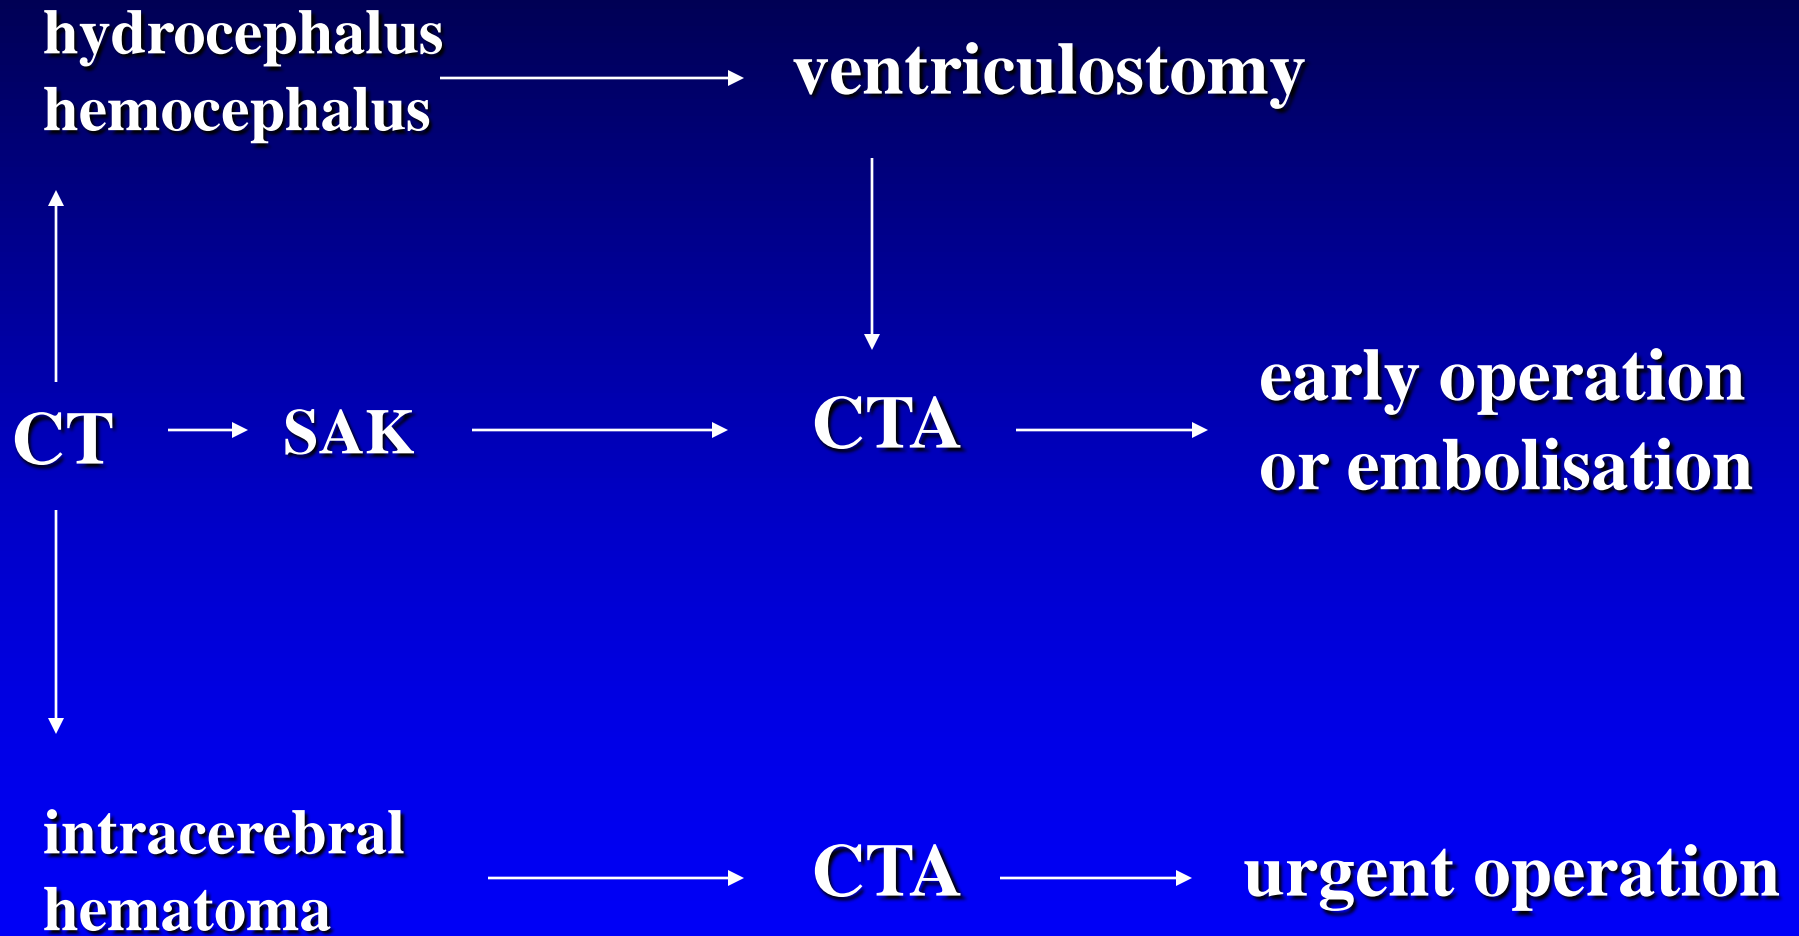 hydrocephalus
hemocephalus
ventriculostomy
CT
SAK
CTA
early operation
or embolisation
intracerebral
hematoma
CTA
urgent operation